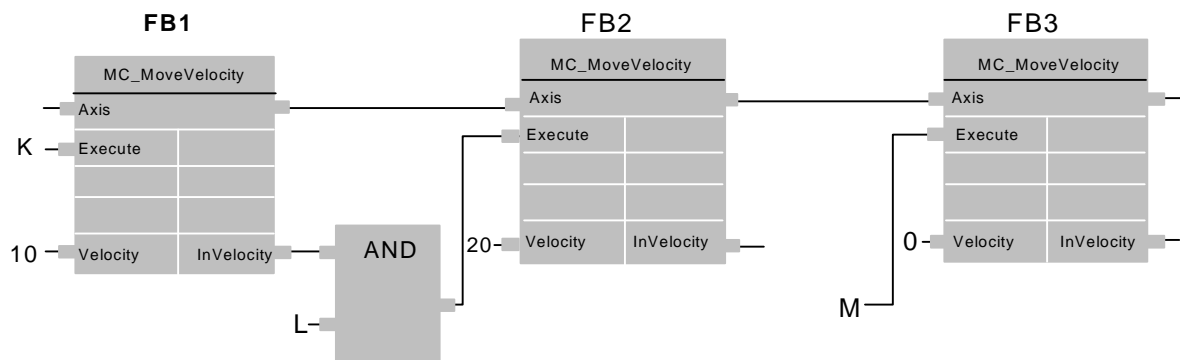 FB1
MC_MoveVelocity
Axis
K
Execute
10
Velocity InVelocity
AND
L
FB2
MC_MoveVelocity
Axis
Execute
20
Velocity InVelocity
FB3
MC_MoveVelocity
Axis
Execute
0
Velocity InVelocity
M